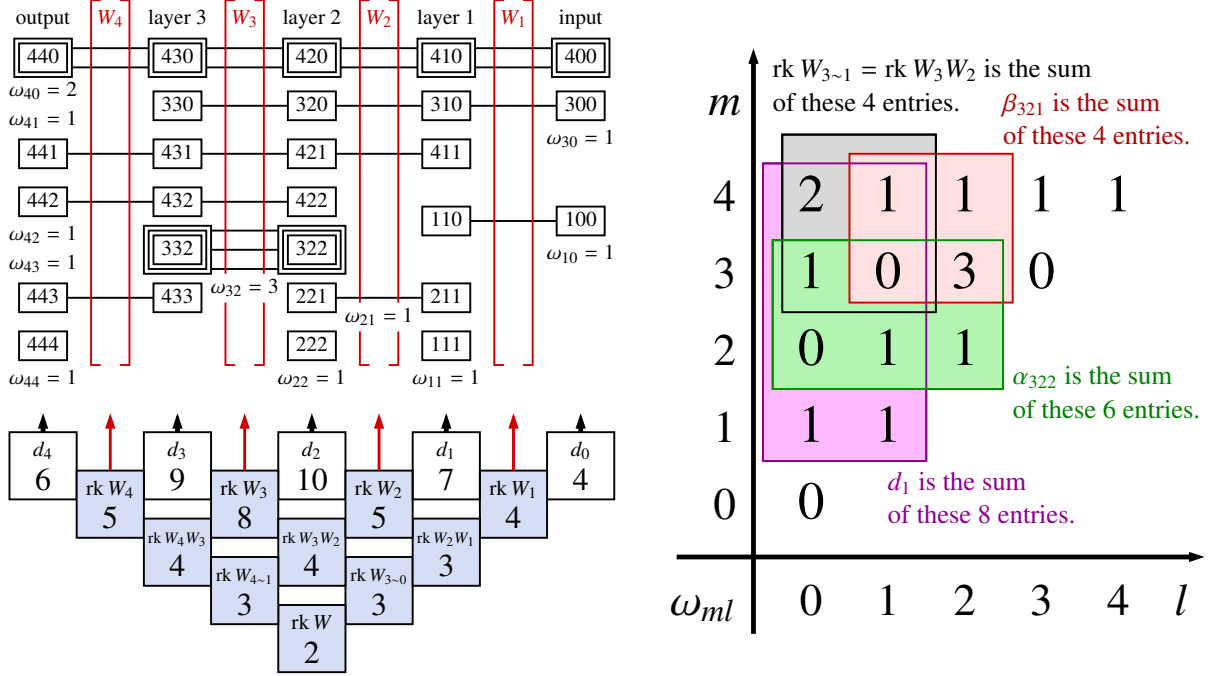 output W₄ layer 3 W₃ layer 2 W₂ layer 1 W₁ input
440 430 420 410 400
ω₄₀ = 2
330 320 310 300
ω₄₁ = 1
ω₃₀ = 1
441 431 421 411
442 432 422
110 100
ω₄₂ = 1
332 322
ω₁₀ = 1
ω₄₃ = 1
ω₃₂ = 3
443 433 221 211
ω₂₁ = 1
444 222 111
ω₄₄ = 1 ω₂₂ = 1 ω₁₁ = 1
d₄ d₃ d₂ d₁ d₀
6 9 10 7 4
rk W₄ rk W₃ rk W₂ rk W₁
5 8 5 4
rk W₄W₃ rk W₃W₂ rk W₂W₁
4 4 3
rk W₄~₁ rk W₃~₀
3 3
rk W
2
rk W₃~₁ = rk W₃W₂ is the sum
of these 4 entries.
m
β₃₂₁ is the sum
of these 4 entries.
4 2 1 1 1 1
3 1 0 3 0
2 0 1 1
α₃₂₂ is the sum
of these 6 entries.
1 1 1
d₁ is the sum
of these 8 entries.
0 0
ωₘₗ 0 1 2 3 4 l